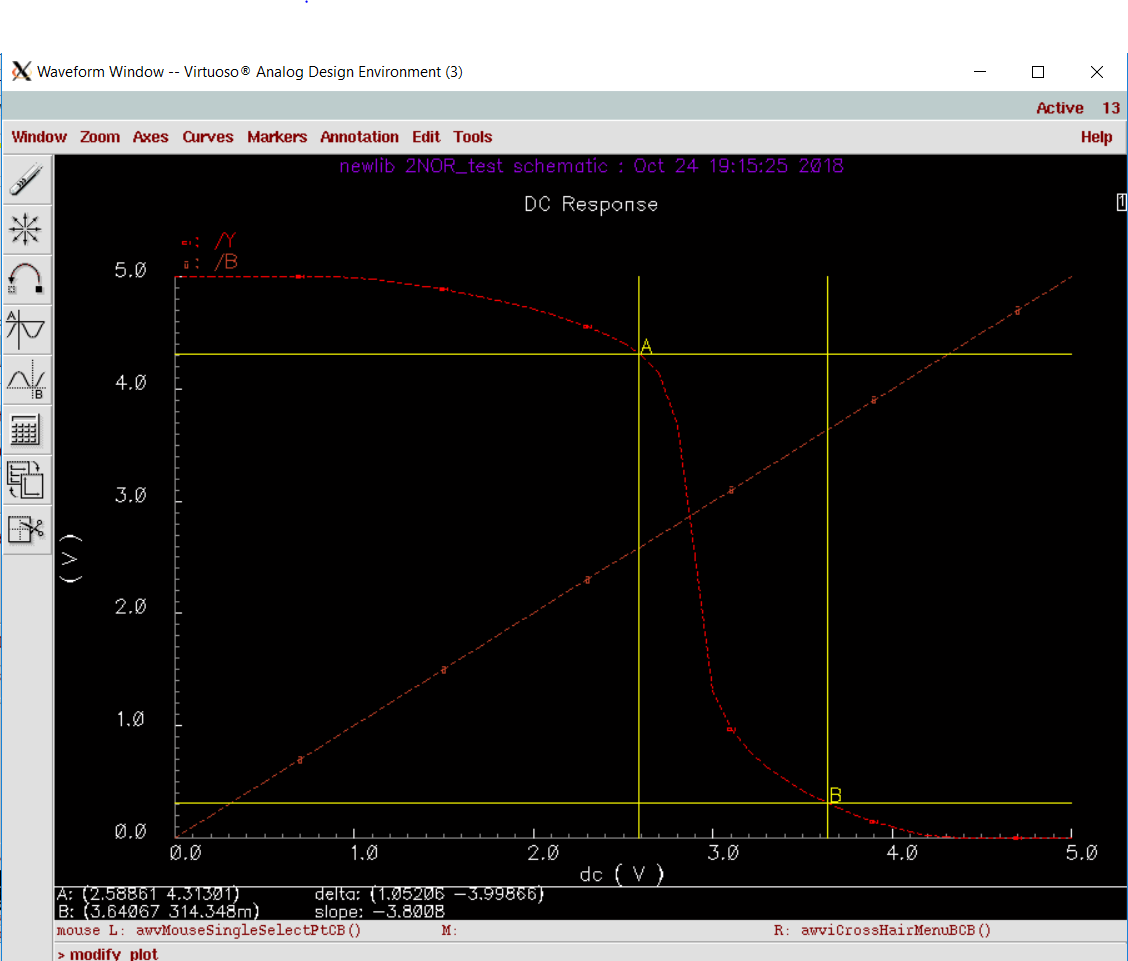 Waveform Window -- Virtuoso® Analog Design Environment (3)
Active 13
Window Zoom Axes Curves Markers Annotation Edit Tools Help
newlib 2NOR_test schematic : Oct 24 19:15:25 2018
DC Response
1
: /Y
: /B
5.0
4.0
3.0
2.0
1.0
0.0
(V)
A
B
0.0 1.0 2.0 3.0 4.0 5.0
dc ( V )
A: (2.58861 4.31301) delta: (1.05206 -3.99866)
B: (3.64067 314.348m) slope: -3.8008
mouse L: awvMouseSingleSelectPtCB() M: R: awviCrossHairMenuBCB()
> modify plot